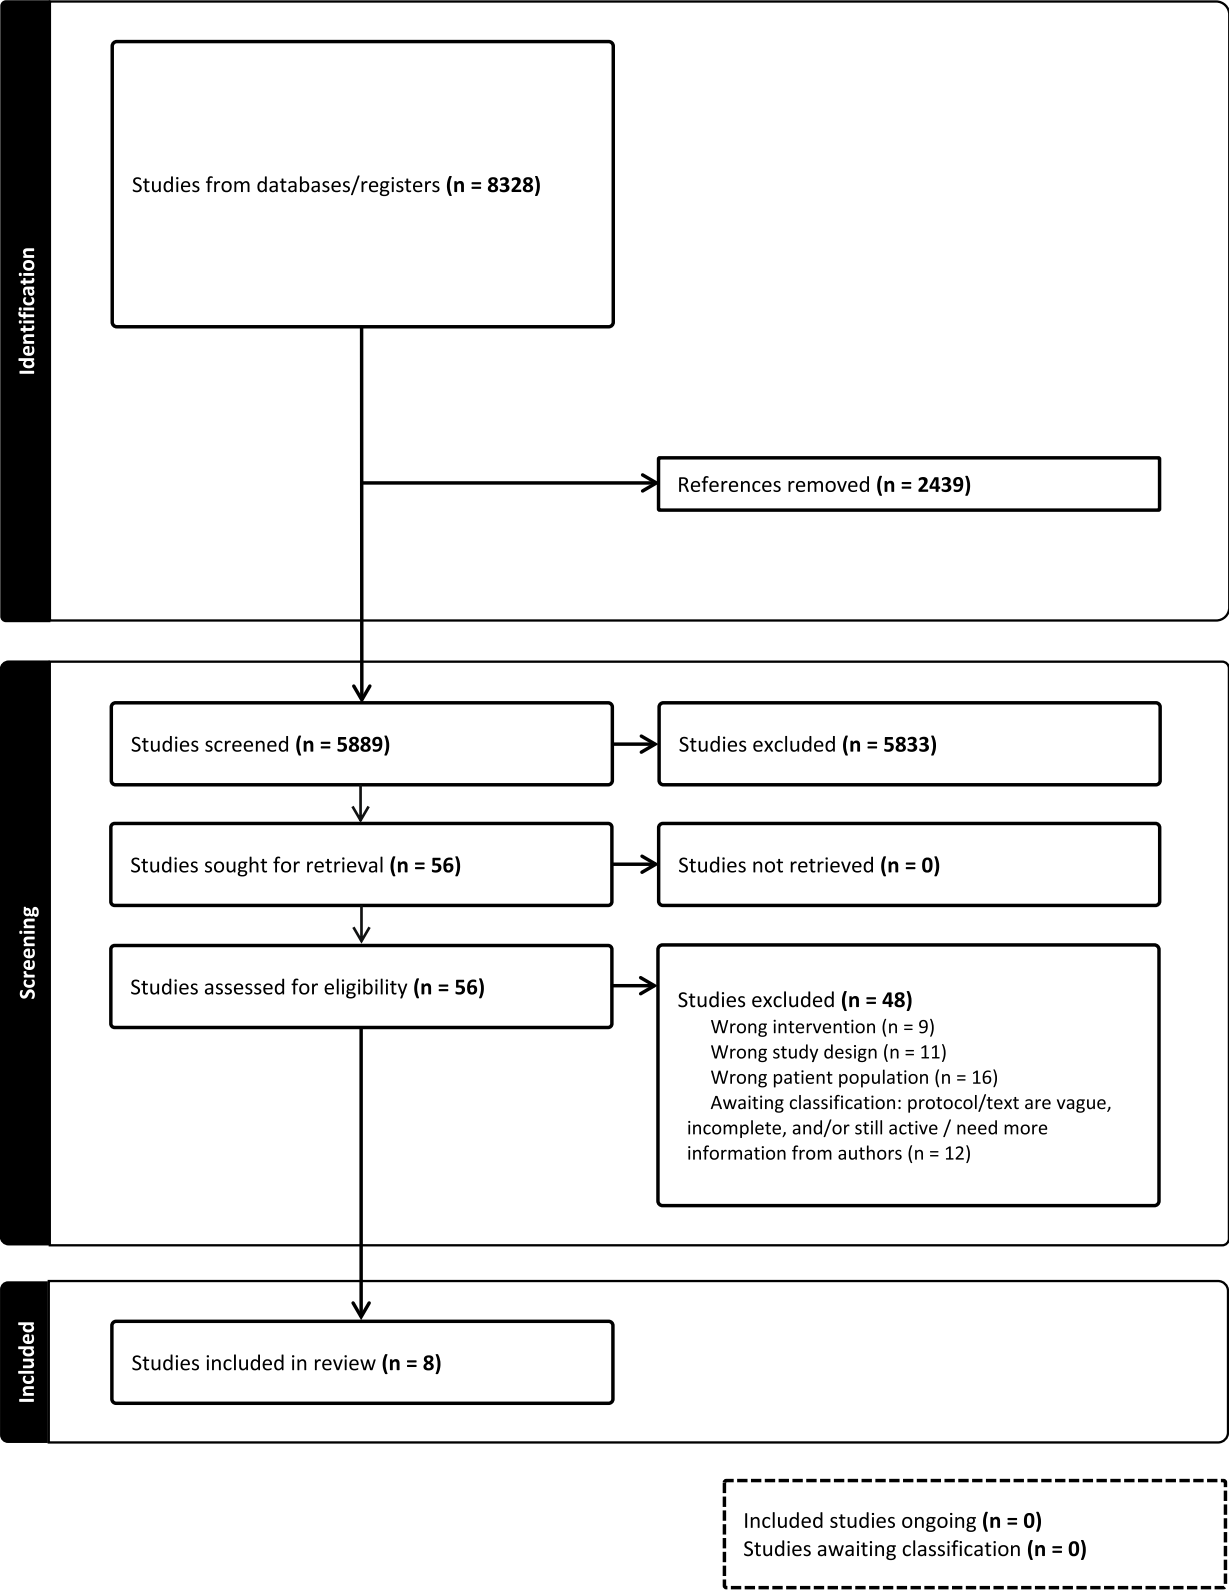 Identification
Studies from databases/registers (n = 8328)
References removed (n = 2439)
Screening
Studies screened (n = 5889)
Studies excluded (n = 5833)
Studies sought for retrieval (n = 56)
Studies not retrieved (n = 0)
Studies assessed for eligibility (n = 56)
Studies excluded (n = 48)
Wrong intervention (n = 9)
Wrong study design (n = 11)
Wrong patient population (n = 16)
Awaiting classification: protocol/text are vague,
incomplete, and/or still active / need more
information from authors (n = 12)
Included
Studies included in review (n = 8)
Included studies ongoing (n = 0)
Studies awaiting classification (n = 0)